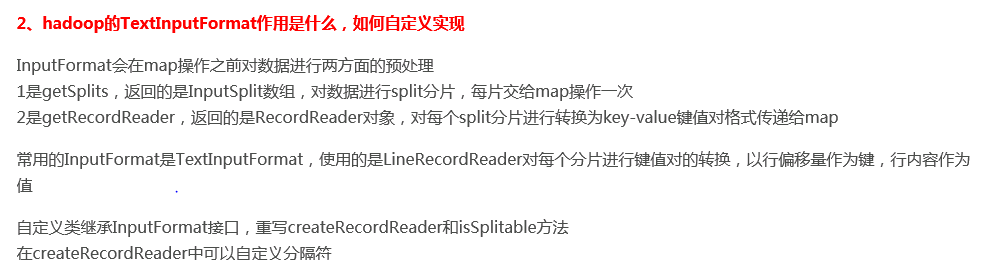 2、hadoop的TextInputFormat作用是什么，如何自定义实现
InputFormat会在map操作之前对数据进行两方面的预处理
1是getSplits，返回的是InputSplit数组，对数据进行split分片，每片交给map操作一次
2是getRecordReader，返回的是RecordReader对象，对每个split分片进行转换为key-value键值对格式传递给map
常用的InputFormat是TextInputFormat，使用的是LineRecordReader对每个分片进行键值对的转换，以行偏移量作为键，行内容作为
值
自定义类继承InputFormat接口，重写createRecordReader和isSplitable方法
在createRecordReader中可以自定义分隔符